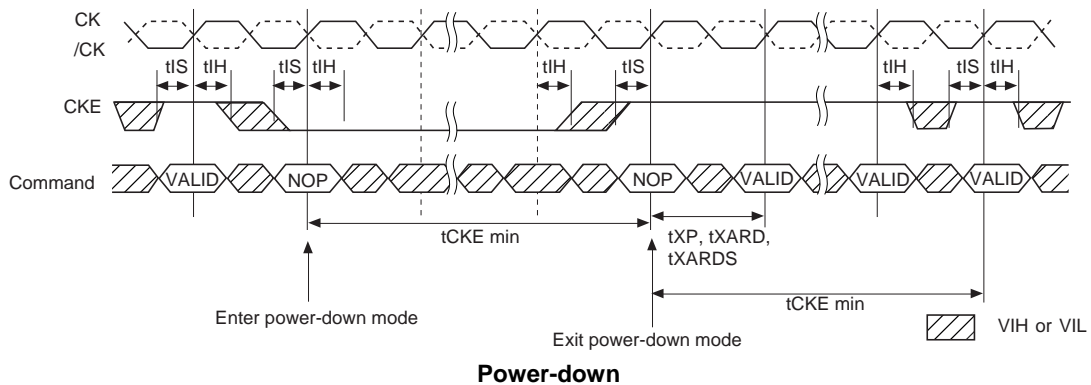 CK
/CK
tIS tIH tIS tIH tIH tIS tIH tIS tIH
CKE
Command VALID NOP NOP VALID VALID VALID
tCKE min
tXP, tXARD,
tXARDS
tCKE min
Enter power-down mode
Exit power-down mode
VIH or VIL
Power-down